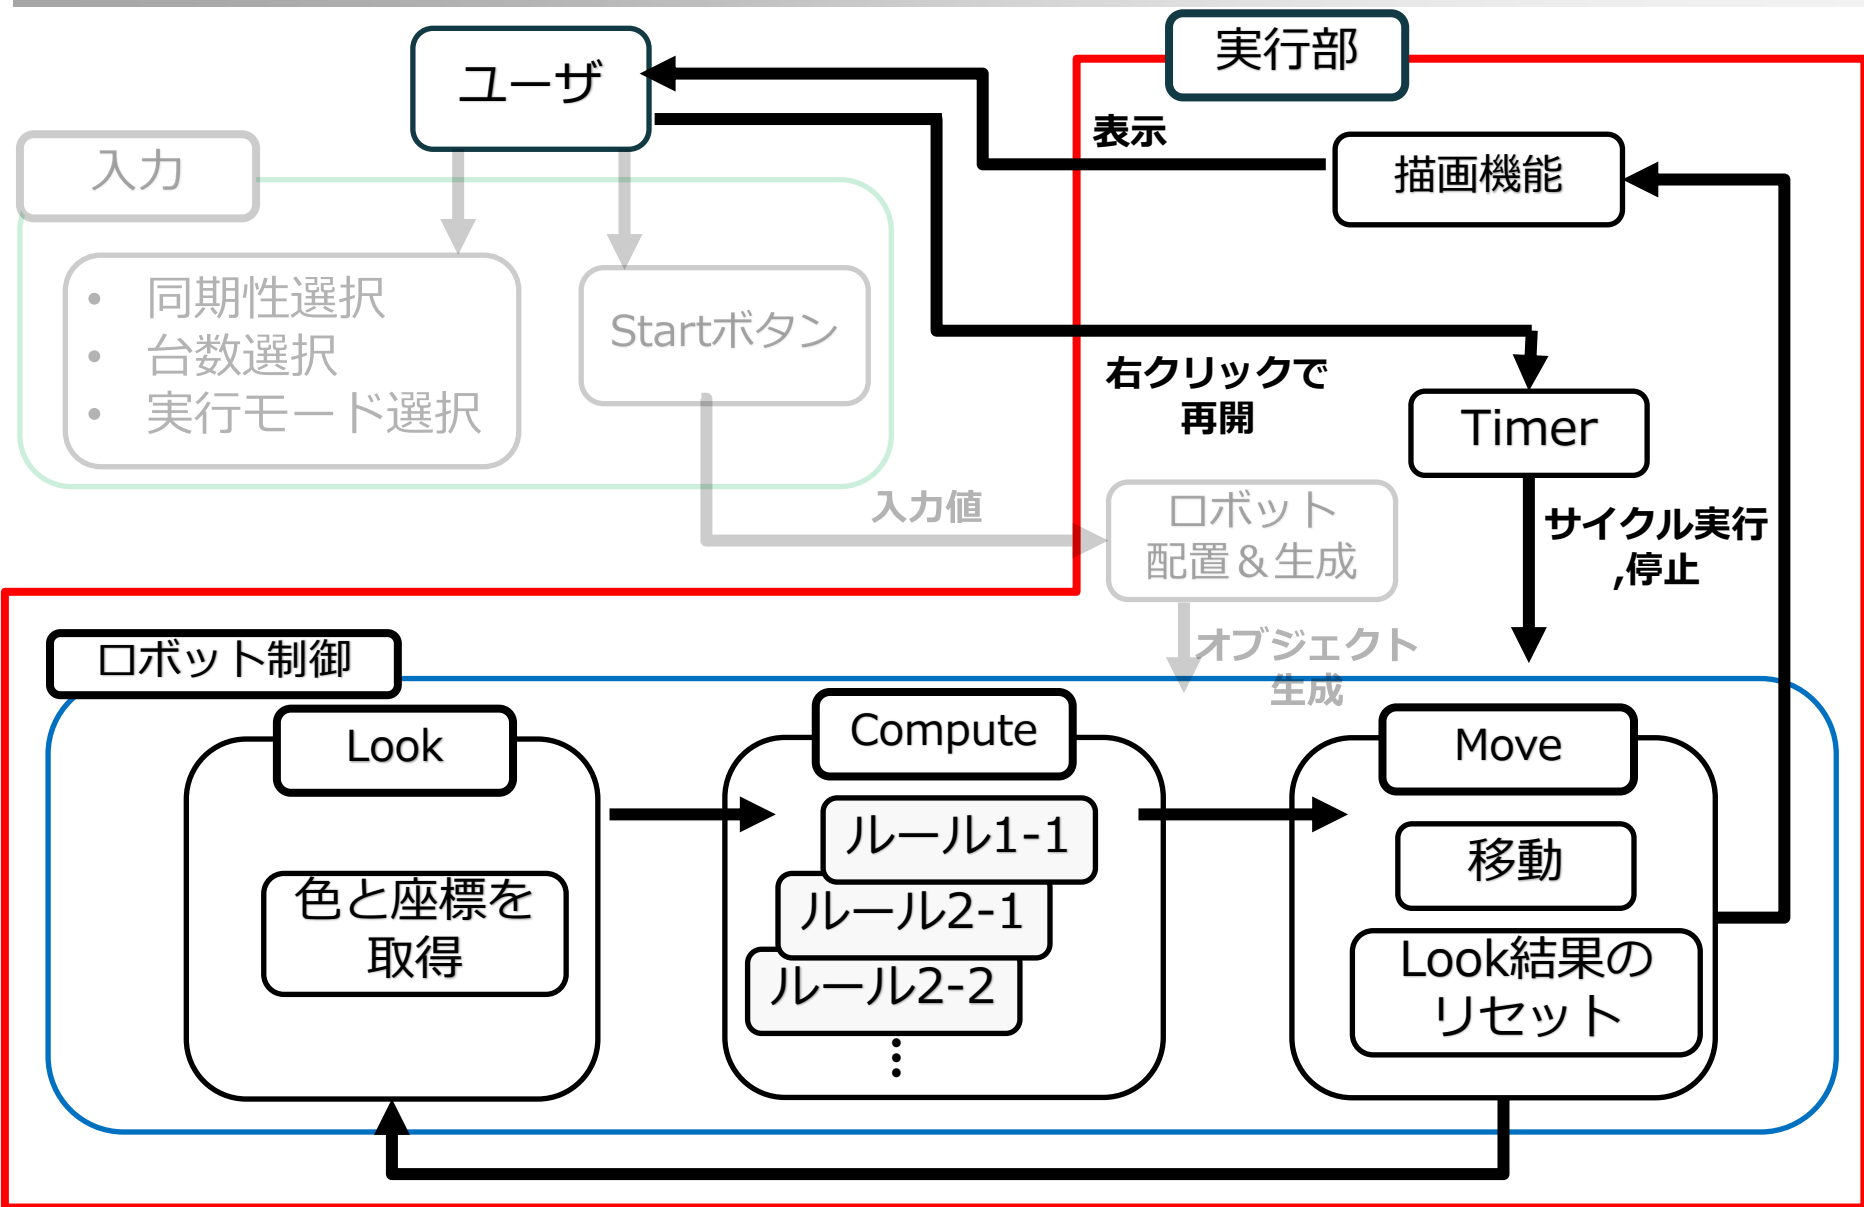 実行部
ユーザ
表示
描画機能
入力
• 同期性選択
• 台数選択
• 実行モード選択
Startボタン
右クリックで
再開
Timer
入力値
ロボット
配置＆生成
サイクル実行
,停止
オブジェクト
生成
ロボット制御
Look
色と座標を
取得
Compute
ルール1-1
ルール2-1
ルール2-2
⋮
Move
移動
Look結果の
リセット